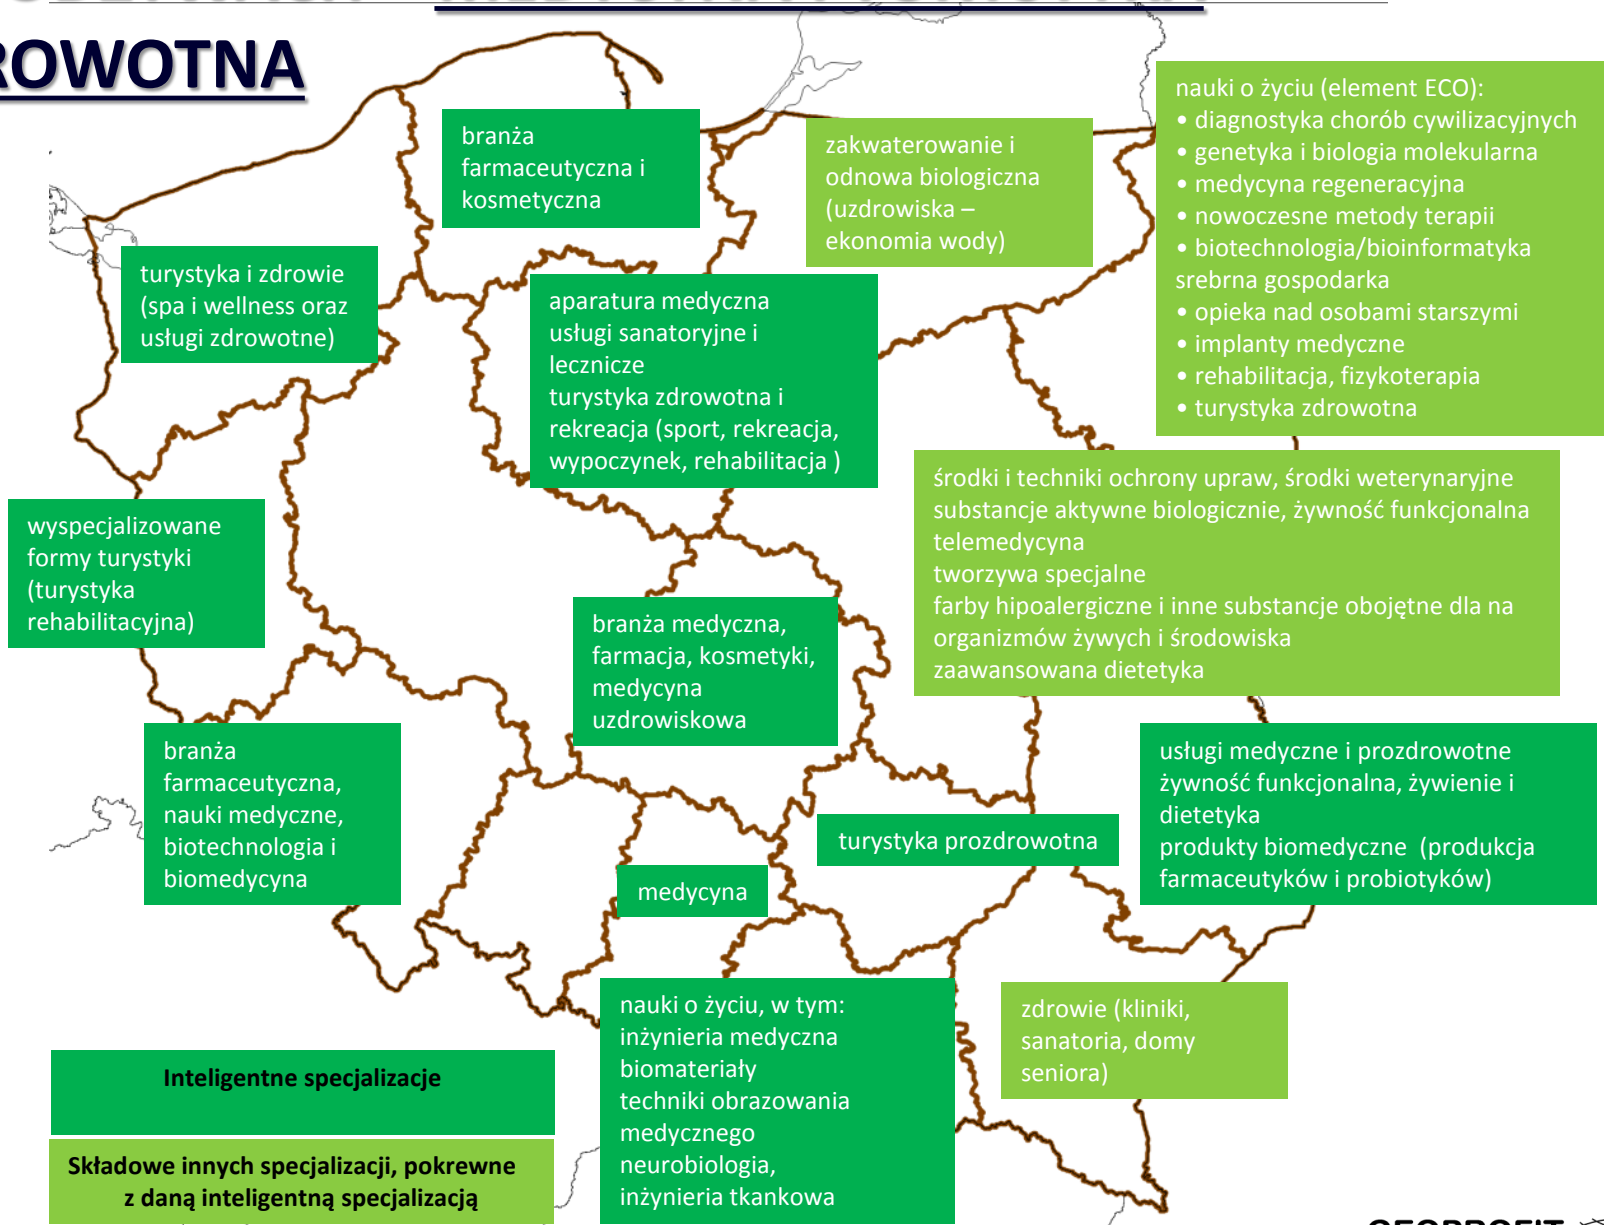 ROWOTNA
branża
farmaceutyczna i
kosmetyczna
zakwaterowanie i
odnowa biologiczna
(uzdrowiska –
ekonomia wody)
nauki o życiu (element ECO):
• diagnostyka chorób cywilizacyjnych
• genetyka i biologia molekularna
• medycyna regeneracyjna
• nowoczesne metody terapii
• biotechnologia/bioinformatyka
srebrna gospodarka
• opieka nad osobami starszymi
• implanty medyczne
• rehabilitacja, fizykoterapia
• turystyka zdrowotna
turystyka i zdrowie
(spa i wellness oraz
usługi zdrowotne)
aparatura medyczna
usługi sanatoryjne i
lecznicze
turystyka zdrowotna i
rekreacja (sport, rekreacja,
wypoczynek, rehabilitacja )
środki i techniki ochrony upraw, środki weterynaryjne
substancje aktywne biologicznie, żywność funkcjonalna
telemedycyna
tworzywa specjalne
farby hipoalergiczne i inne substancje obojętne dla na
organizmów żywych i środowiska
zaawansowana dietetyka
wyspecjalizowane
formy turystyki
(turystyka
rehabilitacyjna)
branża medyczna,
farmacja, kosmetyki,
medycyna
uzdrowiskowa
branża
farmaceutyczna,
nauki medyczne,
biotechnologia i
biomedycyna
usługi medyczne i prozdrowotne
żywność funkcjonalna, żywienie i
dietetyka
produkty biomedyczne  (produkcja
farmaceutyków i probiotyków)
turystyka prozdrowotna
medycyna
nauki o życiu, w tym:
inżynieria medyczna
biomateriały
techniki obrazowania
medycznego
neurobiologia,
inżynieria tkankowa
zdrowie (kliniki,
sanatoria, domy
seniora)
Inteligentne specjalizacje
Składowe innych specjalizacji, pokrewne
z daną inteligentną specjalizacją